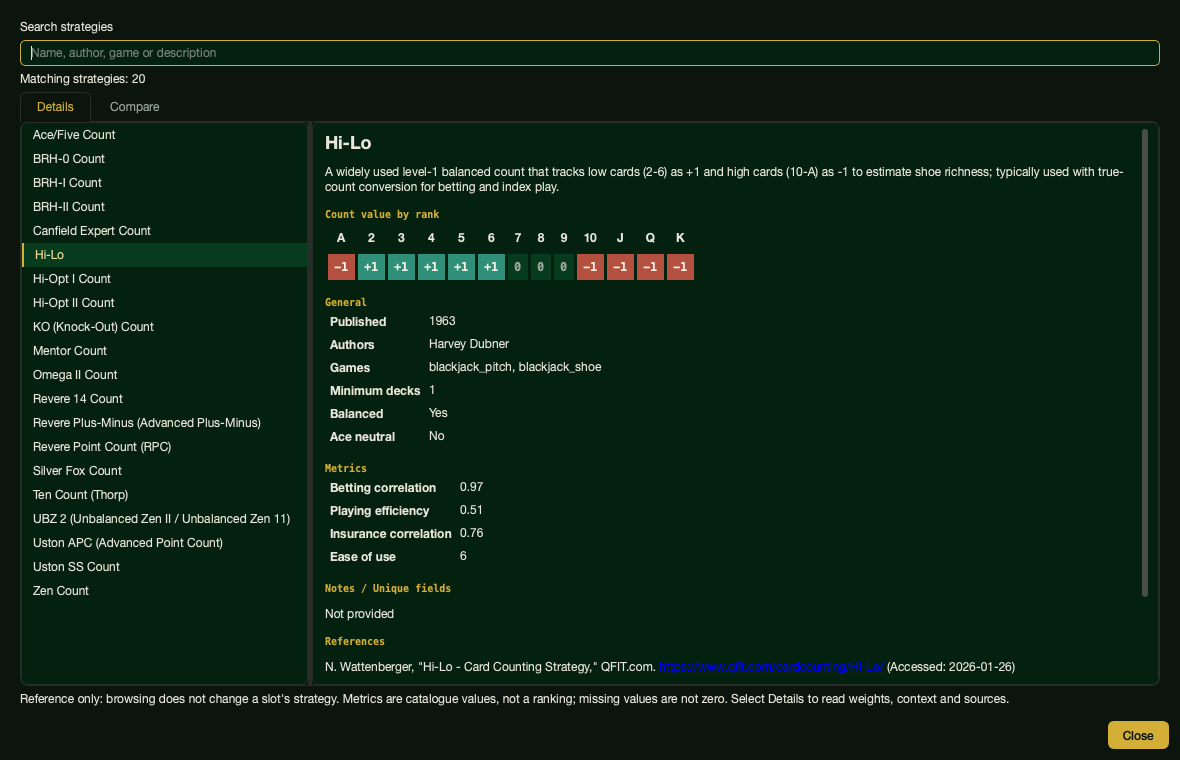 Search strategies
Name, author, game or description
Matching strategies: 20
Details
Compare
Ace/Five Count
BRH-0 Count
BRH-I Count
BRH-II Count
Canfield Expert Count
Hi-Lo
Hi-Opt I Count
Hi-Opt II Count
KO (Knock-Out) Count
Mentor Count
Omega II Count
Revere 14 Count
Revere Plus-Minus (Advanced Plus-Minus)
Revere Point Count (RPC)
Silver Fox Count
Ten Count (Thorp)
UBZ 2 (Unbalanced Zen II / Unbalanced Zen 11)
Uston APC (Advanced Point Count)
Uston SS Count
Zen Count
Hi-Lo
A widely used level-1 balanced count that tracks low cards (2-6) as +1 and high cards (10-A) as -1 to estimate shoe richness; typically used with true-
count conversion for betting and index play.
Count value by rank
A 2 3 4 5 6 7 8 9 10 J Q K
−1 +1 +1 +1 +1 +1 0 0 0 −1 −1 −1 −1
General
Published 1963
Authors Harvey Dubner
Games blackjack_pitch, blackjack_shoe
Minimum decks 1
Balanced Yes
Ace neutral No
Metrics
Betting correlation 0.97
Playing efficiency 0.51
Insurance correlation 0.76
Ease of use 6
Notes / Unique fields
Not provided
References
N. Wattenberger, "Hi-Lo - Card Counting Strategy," QFIT.com. https://www.qfit.com/cardcounting/Hi-Lo/ (Accessed: 2026-01-26)
Reference only: browsing does not change a slot's strategy. Metrics are catalogue values, not a ranking; missing values are not zero. Select Details to read weights, context and sources.
Close